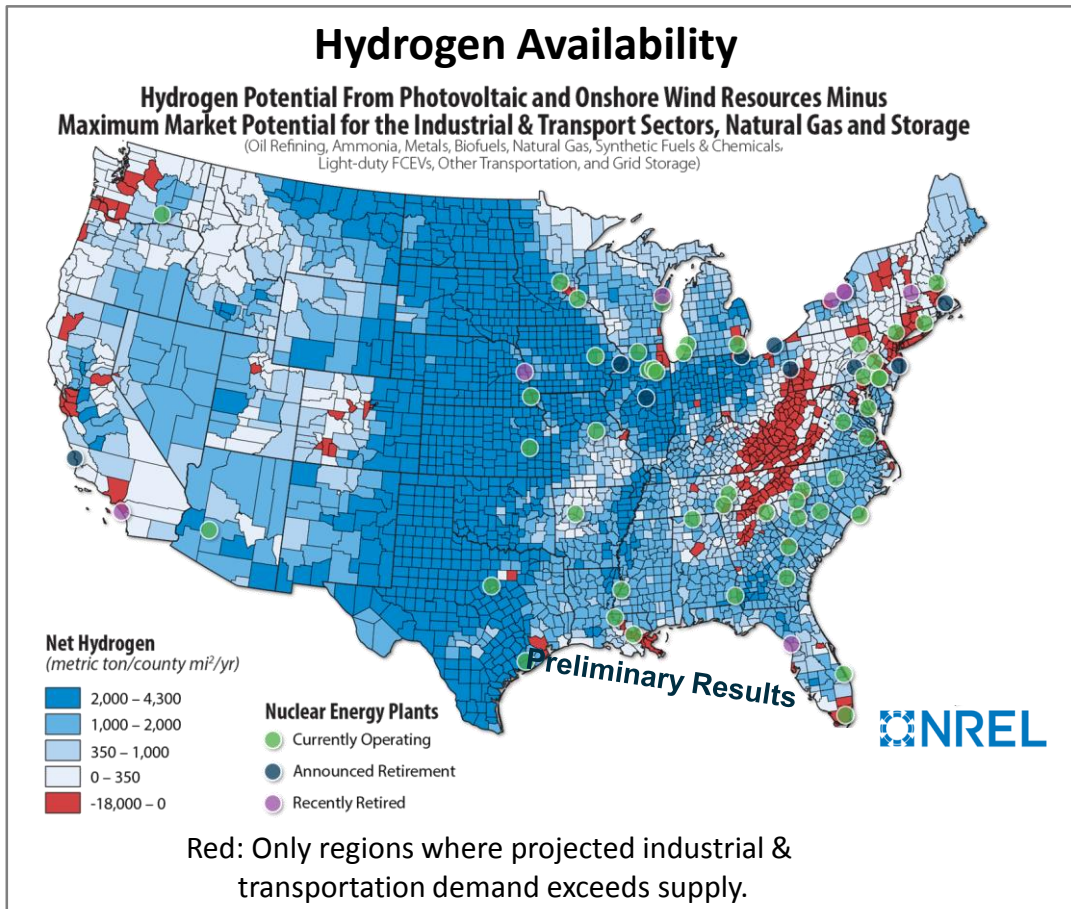 Hydrogen Availability
Hydrogen Potential From Photovoltaic and Onshore Wind Resources Minus
Maximum Market Potential for the Industrial & Transport Sectors, Natural Gas and Storage
(Oil Refining, Ammonia, Metals, Biofuels, Natural Gas, Synthetic Fuels & Chemicals,
Light-duty FCEVs, Other Transportation, and Grid Storage)
Net Hydrogen
(metric ton/county mi²/yr)
2,000 – 4,300
1,000 – 2,000
350 – 1,000
0 – 350
-18,000 – 0
Nuclear Energy Plants
Currently Operating
Announced Retirement
Recently Retired
Preliminary Results
NREL
Red: Only regions where projected industrial &
transportation demand exceeds supply.